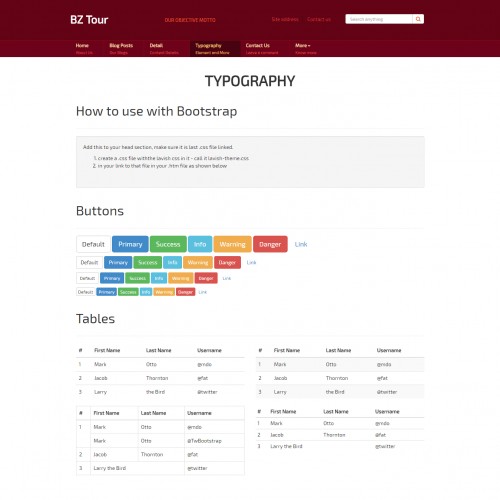 BZ Tour
OUR OBJECTIVE MOTTO
Site address Contact us
Search anything
Home Blog Posts Detail Typography Contact Us More
About Us Our Blogs Content Details Element and More Leave a comment
TYPOGRAPHY
How to use with Bootstrap
Add this to your head section, make sure it is last .css file linked.
1. create a .css file withthe lavish css in it - call it lavish-theme.css
2. in your link to that file in your .htm file as shown below
Buttons
Default Primary Success Info Warning Danger Link
Default Primary Success Info Warning Danger Link
Default Primary Success Info Warning Danger Link
Default Primary Success Info Warning Danger Link
Tables
# First Name Last Name Username # First Name Last Name Username
1 Mark Otto @mdo 1 Mark Otto @mdo
2 Jacob Thornton @fat 2 Jacob Thornton @fat
3 Larry the Bird @twitter 3 Larry the Bird @twitter
# First Name Last Name Username # First Name Last Name Username
1 Mark Otto @mdo 1 Mark Otto @mdo
Mark Otto @TwBootstrap 2 Jacob Thornton @fat
2 Jacob Thornton @fat 3 Larry the Bird @twitter
3 Larry the Bird @twitter